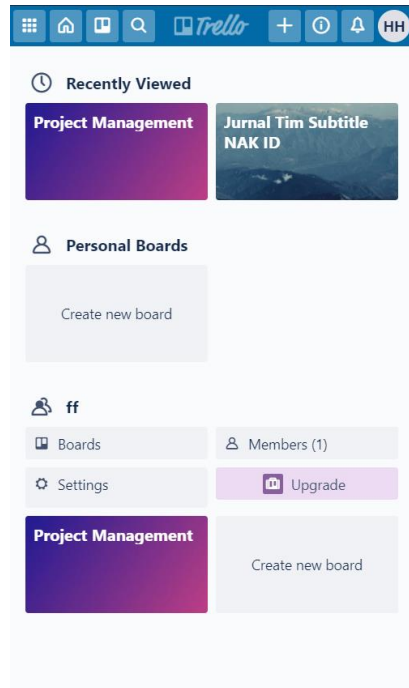 Trello
HH
Recently Viewed
Project Management
Jurnal Tim Subtitle
NAK ID
Personal Boards
Create new board
ff
Boards
Members (1)
Settings
Upgrade
Project Management
Create new board